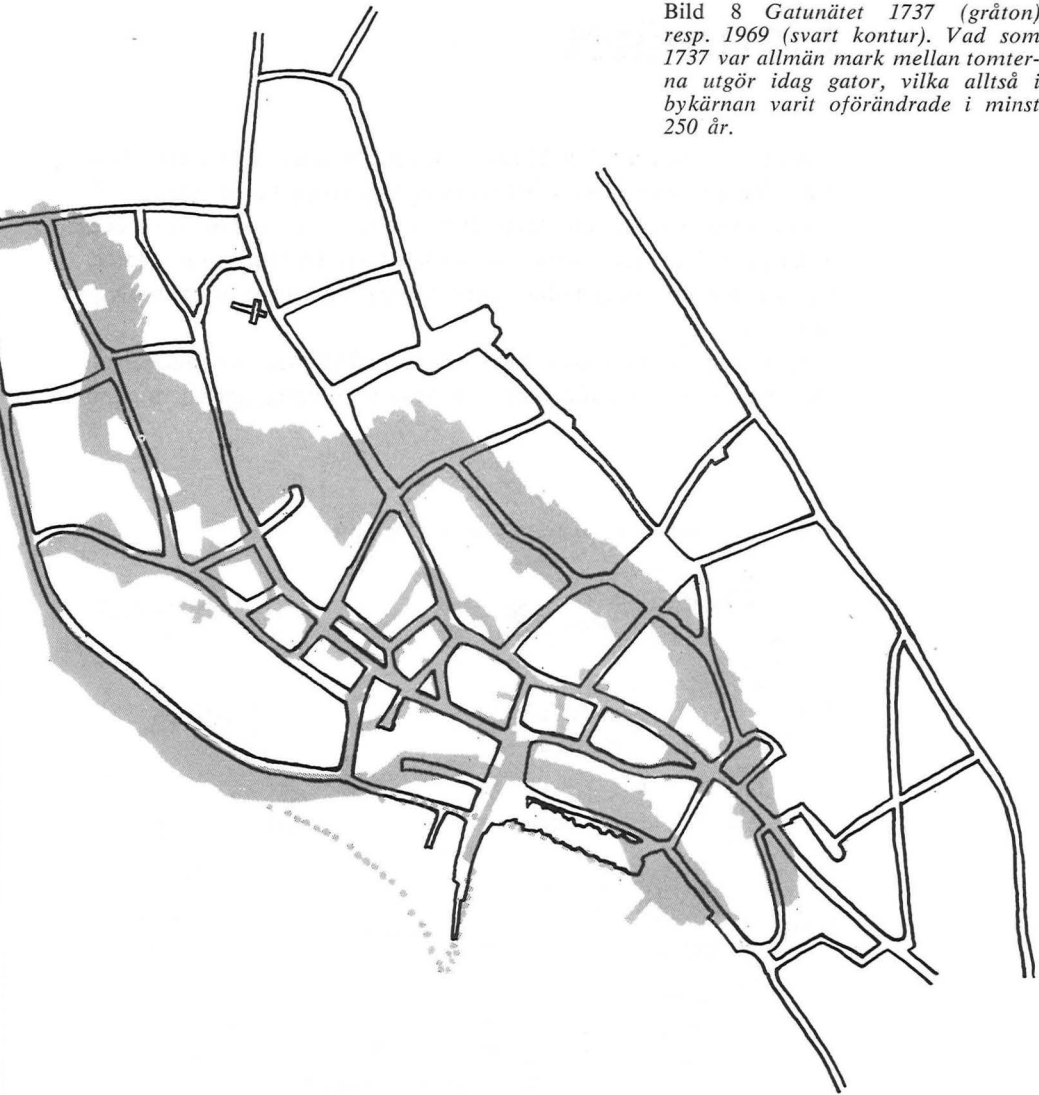 Bild 8 Gatunätet 1737 (gråton)
resp. 1969 (svart kontur). Vad som
1737 var allmän mark mellan tomter-
na utgör idag gator, vilka alltså i
bykärnan varit oförändrade i minst
250 år.